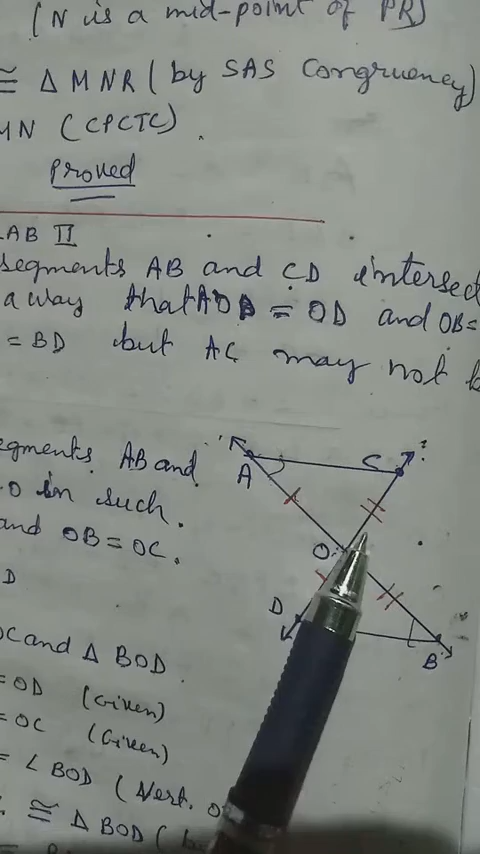 (N is a mid-point of PR)
≅ Δ MNR (by SAS Congruency)
MN (CPCTC).
Proved
LAB II
segments AB and CD intersect
a way that AO = OD and OB=
= BD but AC may not b
egments AB and
O in such.
and OB = OC.
D
OC and Δ BOD.
= OD (Given)
= OC (Given)
= ∠ BOD (Vert. o
≅ Δ BOD (
A
C
O
D
B